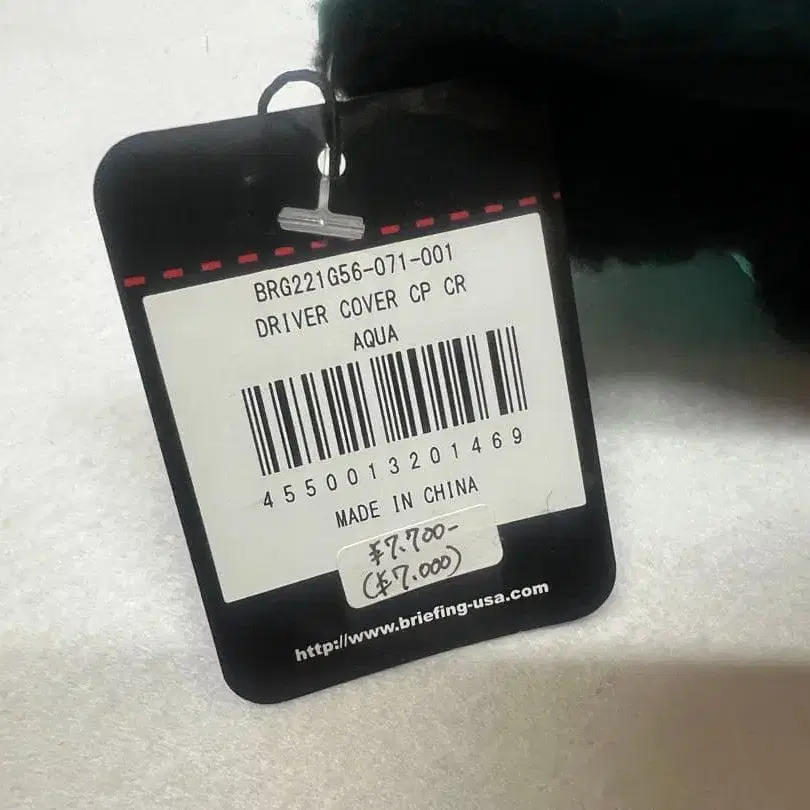 BRG221G56-071-001
DRIVER COVER CP CR
AQUA
4550013201469
MADE IN CHINA
¥7.700-
(¥7.000)
http://www.briefing-usa.com